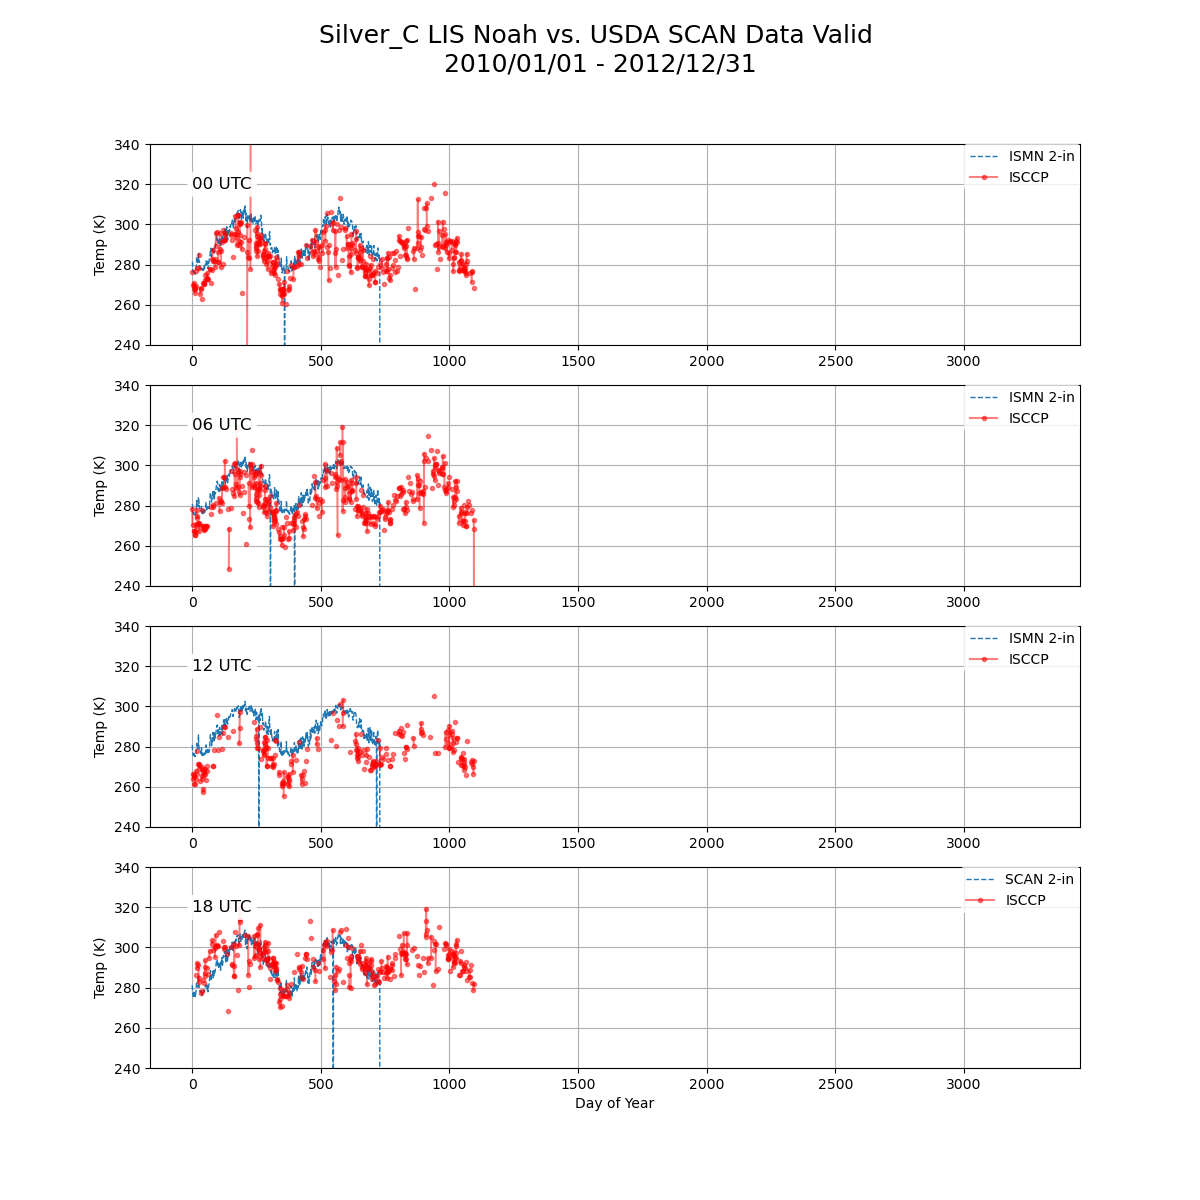 Silver_C LIS Noah vs. USDA SCAN Data Valid
2010/01/01 - 2012/12/31
340
320
300
280
260
240
Temp (K)
00 UTC
ISMN 2-in
ISCCP
0 500 1000 1500 2000 2500 3000
340
320
300
280
260
240
Temp (K)
06 UTC
ISMN 2-in
ISCCP
0 500 1000 1500 2000 2500 3000
340
320
300
280
260
240
Temp (K)
12 UTC
ISMN 2-in
ISCCP
0 500 1000 1500 2000 2500 3000
340
320
300
280
260
240
Temp (K)
18 UTC
SCAN 2-in
ISCCP
0 500 1000 1500 2000 2500 3000
Day of Year